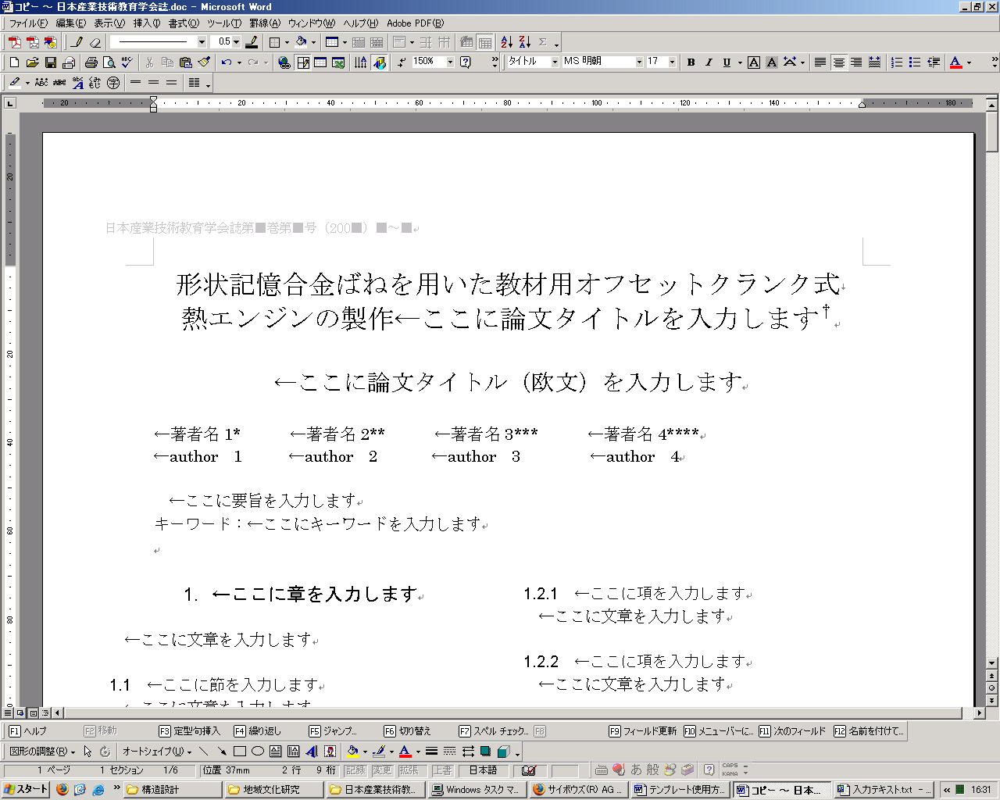 コピー ～ 日本産業技術教育学会誌.doc - Microsoft Word
ファイル(F) 編集(E) 表示(V) 挿入(I) 書式(O) ツール(T) 罫線(A) ウィンドウ(W) ヘルプ(H) Adobe PDF(B)
0.5
150% タイトル MS 明朝 17 B I U A A A
20 20 40 60 80 100 120 140 180
日本産業技術教育学会誌第■巻第■号（200■）■～■
形状記憶合金ばねを用いた教材用オフセットクランク式
熱エンジンの製作←ここに論文タイトルを入力します†
←ここに論文タイトル（欧文）を入力します
←著者名 1* ←著者名 2** ←著者名 3*** ←著者名 4****
←author 1 ←author 2 ←author 3 ←author 4
←ここに要旨を入力します
キーワード：←ここにキーワードを入力します
1. ←ここに章を入力します
←ここに文章を入力します
1.1 ←ここに節を入力します
←ここに文章を入力します
1.2.1 ←ここに項を入力します
←ここに文章を入力します
1.2.2 ←ここに項を入力します
←ここに文章を入力します
20 20 40 60 80
F1 ヘルプ F2 移動 F3 定型句挿入 F4 繰り返し F5 ジャンプ... F6 切り替え F7 スペル チェック... F8 F9 フィールド更新 F10 メニューバーに... F11 次のフィールド F12 名前を付けて...
図形の調整(R) オートシェイプ(U)
1 ページ 1 セクション 1/6 位置 37mm 2 行 9 桁 記録 変更 拡張 上書 日本語 あ 般 CAPS KANA
スタート 構造設計 地域文化研究 日本産業技術教... Windows タスク マ... サイボウズ(R) AG ... テンプレート使用方... コピー ～ 日本... 入力テキスト.txt - ... 16:31